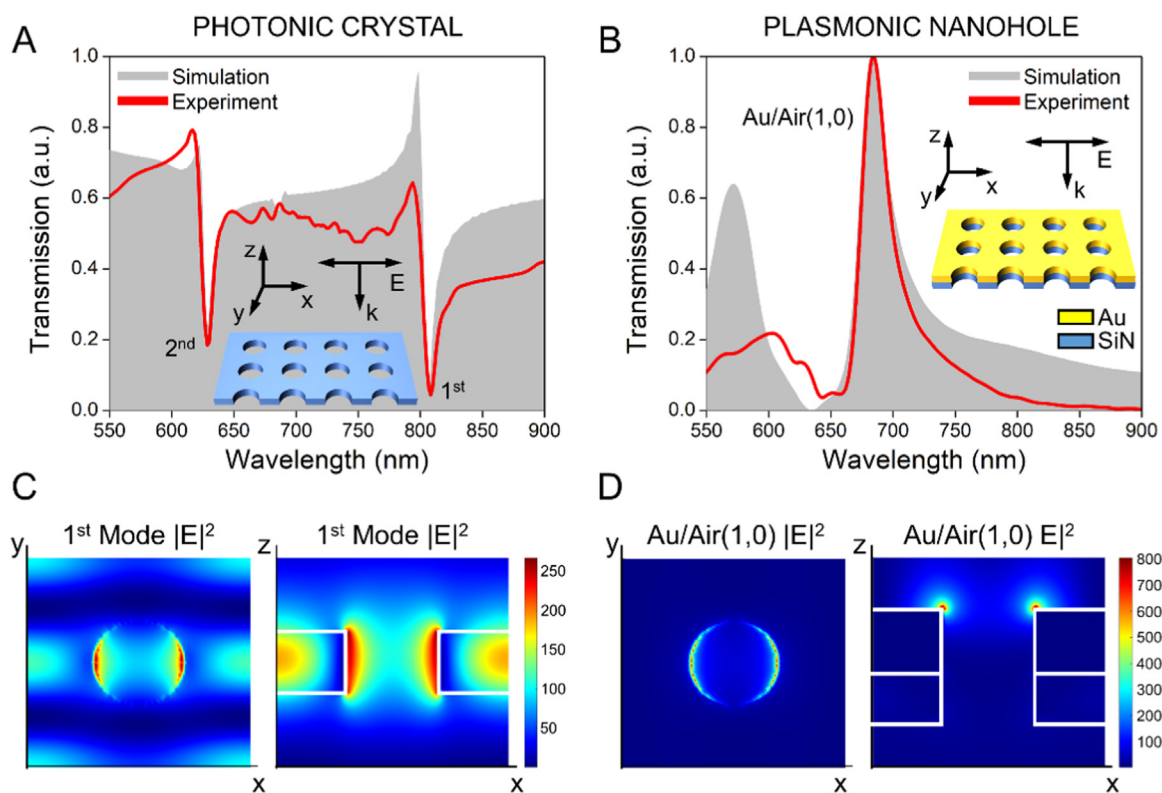 A
PHOTONIC CRYSTAL
Transmission (a.u.)
1.0
0.8
0.6
0.4
0.2
0.0
Simulation
Experiment
2nd
1st
z
y
x
E
k
550
600
650
700
750
800
850
900
Wavelength (nm)
B
PLASMONIC NANOHOLE
Transmission (a.u.)
1.0
0.8
0.6
0.4
0.2
0.0
Au/Air(1,0)
Simulation
Experiment
z
y
x
E
k
Au
SiN
550
600
650
700
750
800
850
900
Wavelength (nm)
C
1st Mode |E|2
y
x
1st Mode |E|2
z
x
250
200
150
100
50
D
Au/Air(1,0) |E|2
y
x
Au/Air(1,0) E|2
z
x
800
700
600
500
400
300
200
100